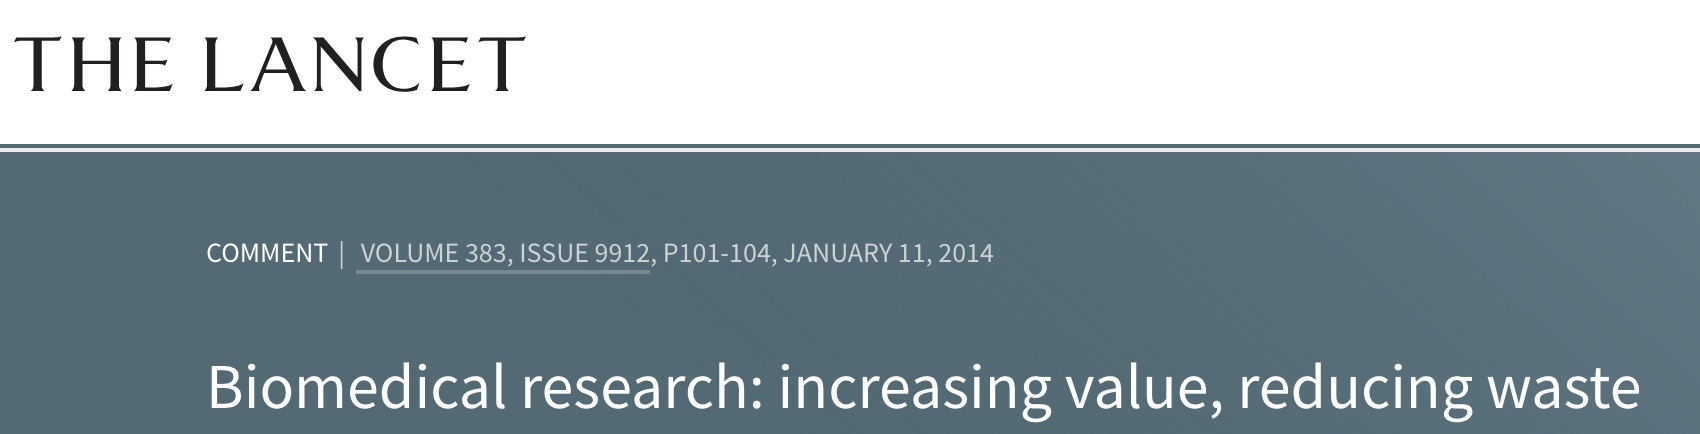 THE LANCET
COMMENT | VOLUME 383, ISSUE 9912, P101-104, JANUARY 11, 2014
Biomedical research: increasing value, reducing waste